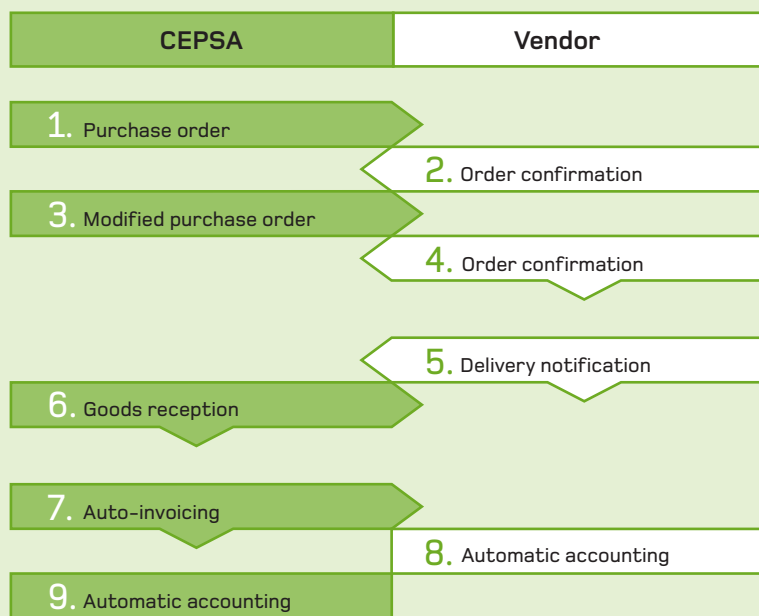 CEPSA Vendor
1. Purchase order
2. Order confirmation
3. Modified purchase order
4. Order confirmation
5. Delivery notification
6. Goods reception
7. Auto-invoicing
8. Automatic accounting
9. Automatic accounting